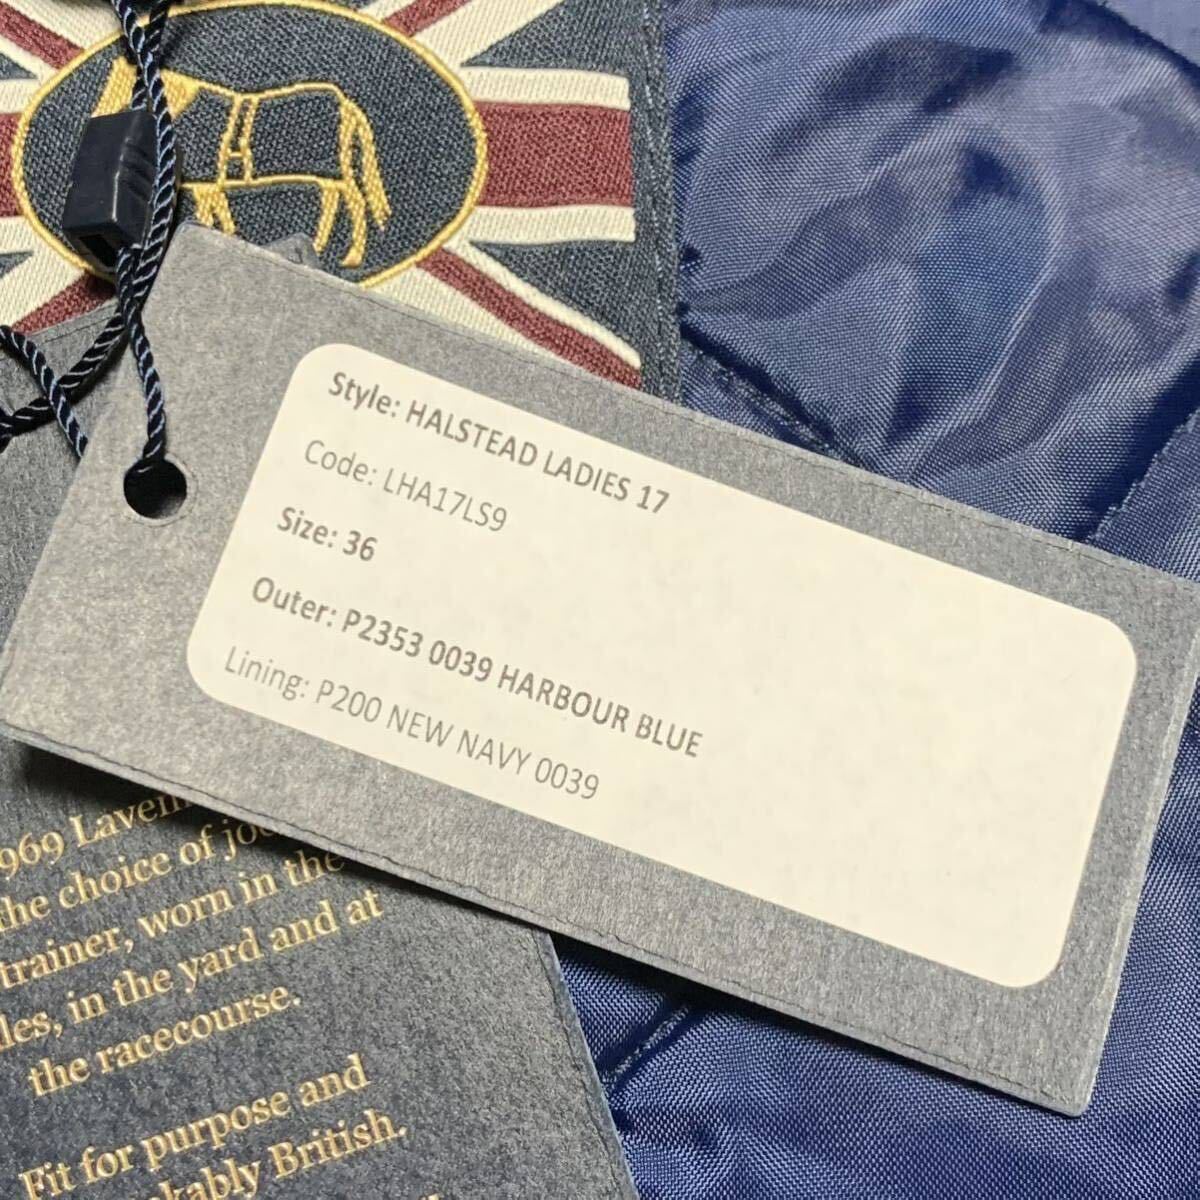 Style: HALSTEAD LADIES 17
Code: LHA17LS9
Size: 36
Outer: P2353 0039 HARBOUR BLUE
Lining: P200 NEW NAVY 0039
969
the choice of
trainer, worn in the
in the yard and at
the racecourse.
Fit for purpose and
British.